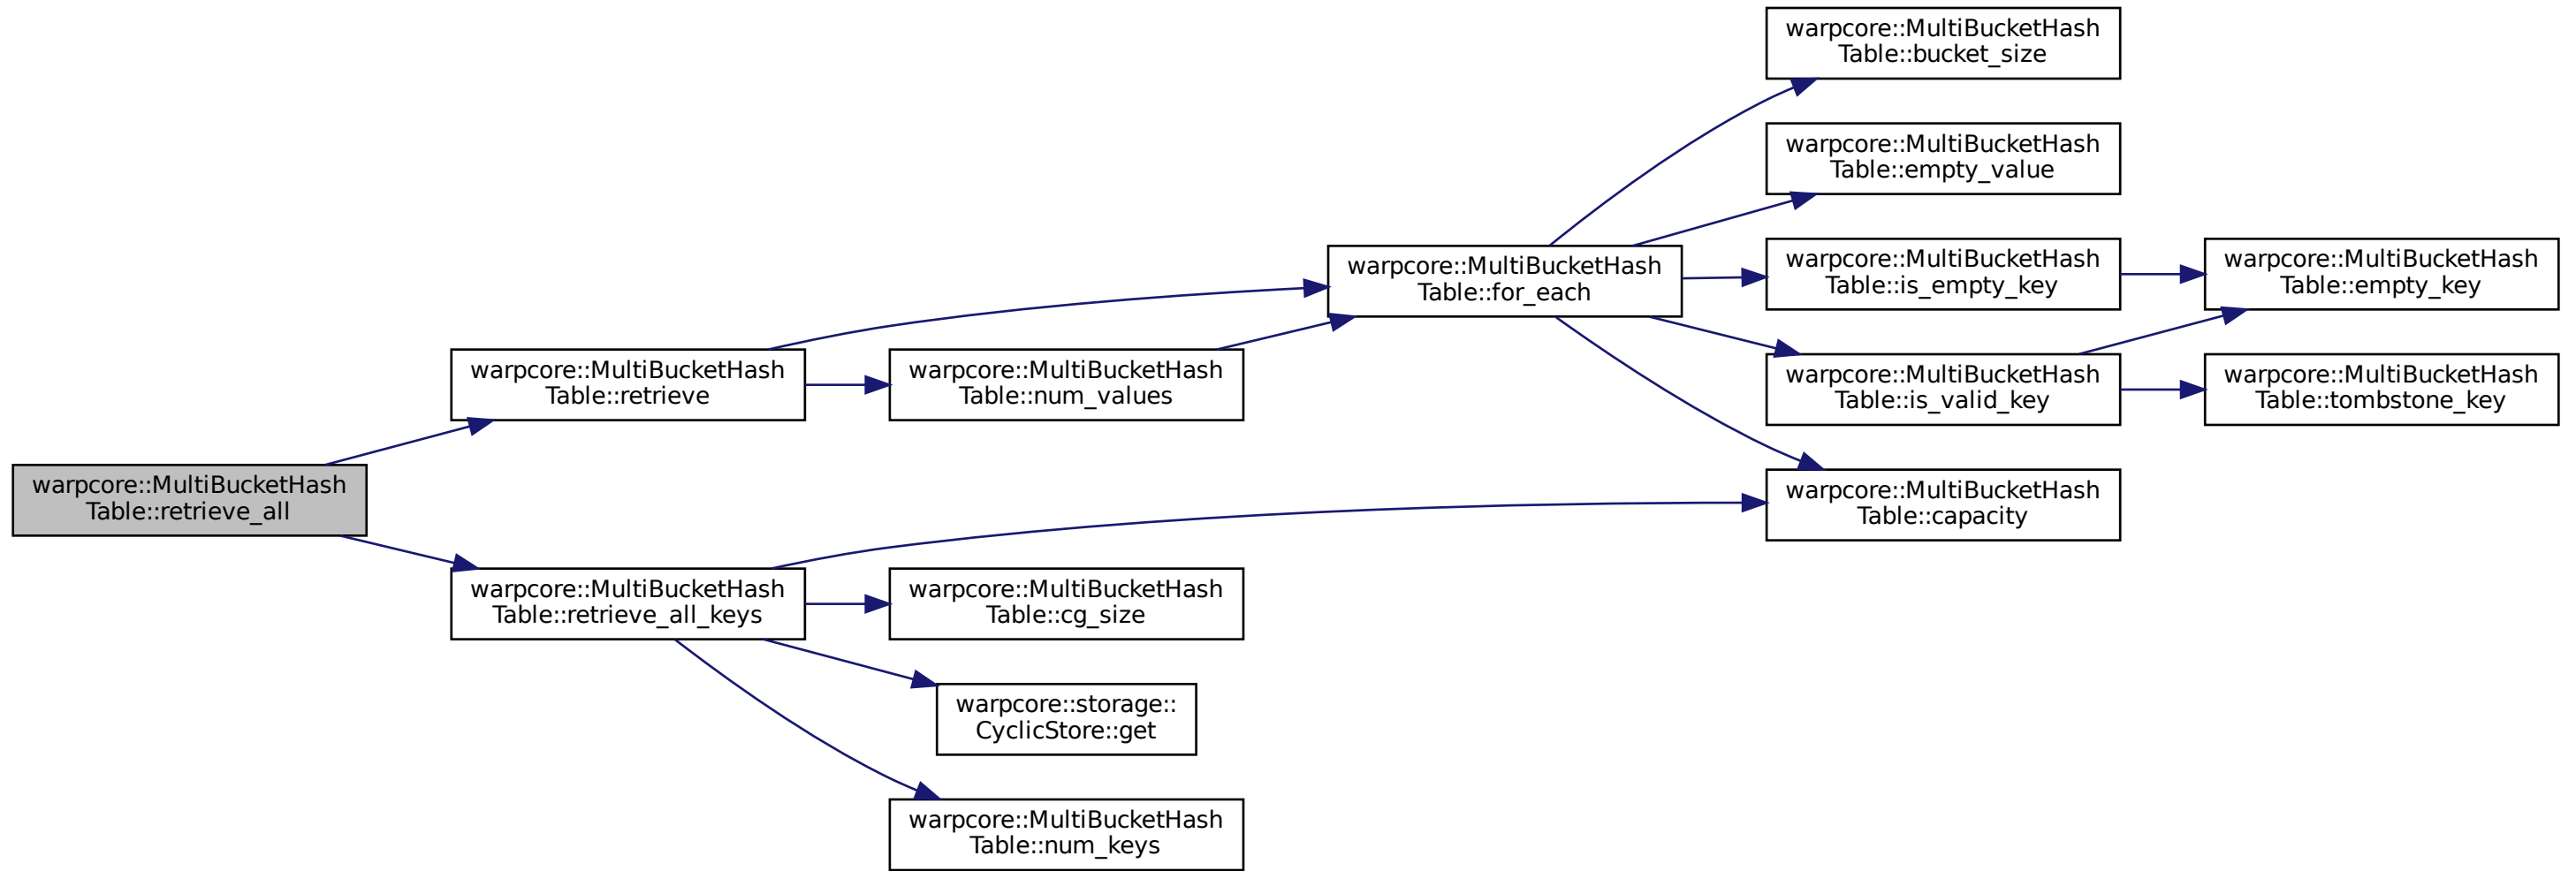 warpcore::MultiBucketHash
Table::retrieve_all
warpcore::MultiBucketHash
Table::retrieve
warpcore::MultiBucketHash
Table::retrieve_all_keys
warpcore::MultiBucketHash
Table::num_values
warpcore::MultiBucketHash
Table::cg_size
warpcore::storage::
CyclicStore::get
warpcore::MultiBucketHash
Table::num_keys
warpcore::MultiBucketHash
Table::for_each
warpcore::MultiBucketHash
Table::bucket_size
warpcore::MultiBucketHash
Table::empty_value
warpcore::MultiBucketHash
Table::is_empty_key
warpcore::MultiBucketHash
Table::is_valid_key
warpcore::MultiBucketHash
Table::capacity
warpcore::MultiBucketHash
Table::empty_key
warpcore::MultiBucketHash
Table::tombstone_key